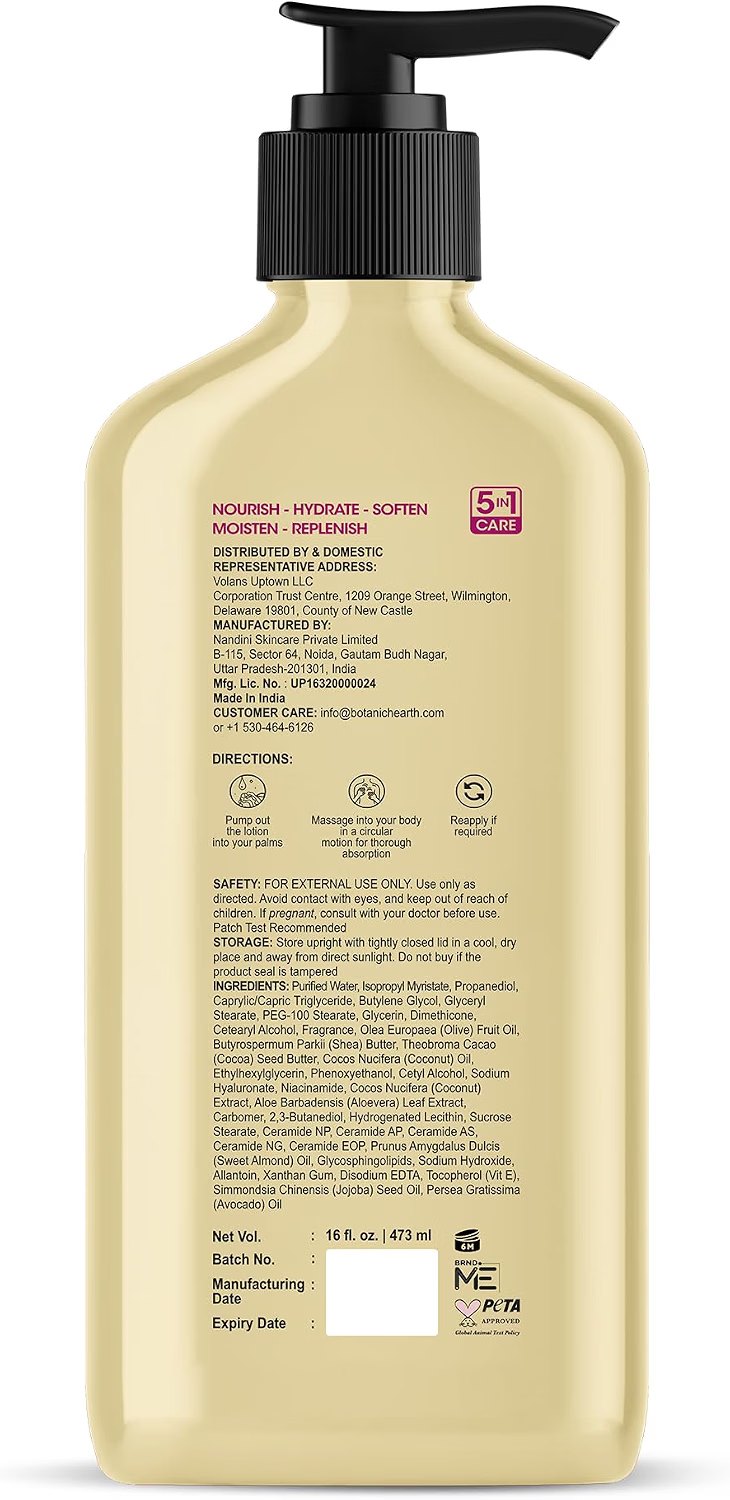 NOURISH - HYDRATE - SOFTEN
MOISTEN - REPLENISH
5 IN 1
CARE
DISTRIBUTED BY & DOMESTIC
REPRESENTATIVE ADDRESS:
Volans Uptown LLC
Corporation Trust Centre, 1209 Orange Street, Wilmington,
Delaware 19801, County of New Castle
MANUFACTURED BY:
Nandini Skincare Private Limited
B-115, Sector 64, Noida, Gautam Budh Nagar,
Uttar Pradesh-201301, India
Mfg. Lic. No. : UP16320000024
Made In India
CUSTOMER CARE: info@botanichearth.com
or +1 530-464-6126
DIRECTIONS:
Pump out
the lotion
into your palms
Massage into your body
in a circular
motion for thorough
absorption
Reapply if
required
SAFETY: FOR EXTERNAL USE ONLY. Use only as
directed. Avoid contact with eyes, and keep out of reach of
children. If pregnant, consult with your doctor before use.
Patch Test Recommended
STORAGE: Store upright with tightly closed lid in a cool, dry
place and away from direct sunlight. Do not buy if the
product seal is tampered
INGREDIENTS: Purified Water, Isopropyl Myristate, Propanediol,
Caprylic/Capric Triglyceride, Butylene Glycol, Glyceryl
Stearate, PEG-100 Stearate, Glycerin, Dimethicone,
Cetearyl Alcohol, Fragrance, Olea Europaea (Olive) Fruit Oil,
Butyrospermum Parkii (Shea) Butter, Theobroma Cacao
(Cocoa) Seed Butter, Cocos Nucifera (Coconut) Oil,
Ethylhexylglycerin, Phenoxyethanol, Cetyl Alcohol, Sodium
Hyaluronate, Niacinamide, Cocos Nucifera (Coconut)
Extract, Aloe Barbadensis (Aloevera) Leaf Extract,
Carbomer, 2,3-Butanediol, Hydrogenated Lecithin, Sucrose
Stearate, Ceramide NP, Ceramide AP, Ceramide AS,
Ceramide NG, Ceramide EOP, Prunus Amygdalus Dulcis
(Sweet Almond) Oil, Glycosphingolipids, Sodium Hydroxide,
Allantoin, Xanthan Gum, Disodium EDTA, Tocopherol (Vit E),
Simmondsia Chinensis (Jojoba) Seed Oil, Persea Gratissima
(Avocado) Oil
Net Vol. : 16 fl. oz. | 473 ml
Batch No. :
Manufacturing :
Date
Expiry Date :
6M
BRND.
ME
PETA
APPROVED
Global Animal Test Policy